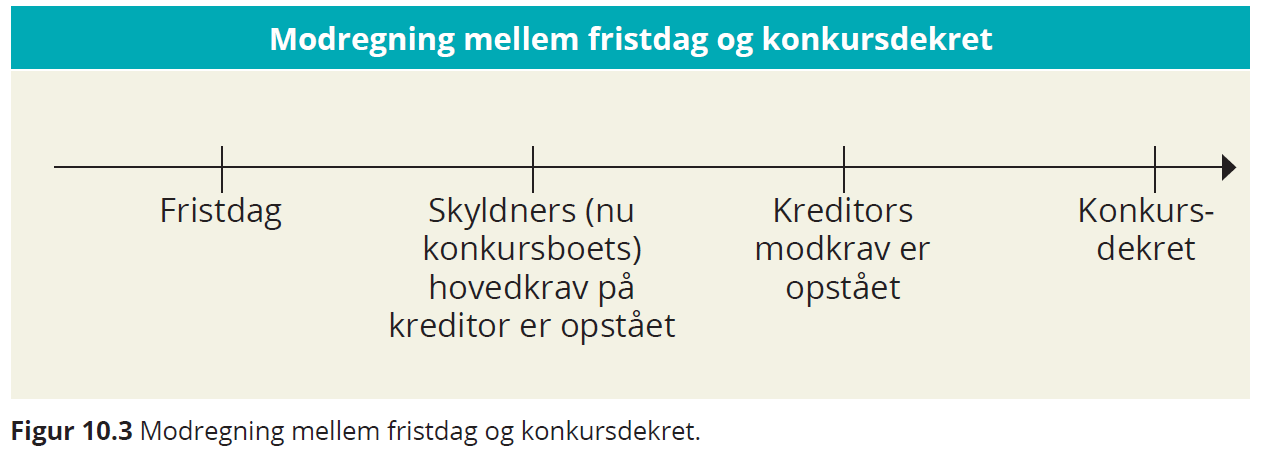 Modregning mellem fristdag og konkursdekret
Fristdag
Skyldners (nu
konkursboets)
hovedkrav på
kreditor er opstået
Kreditors
modkrav er
opstået
Konkurs-
dekret
Figur 10.3 Modregning mellem fristdag og konkursdekret.